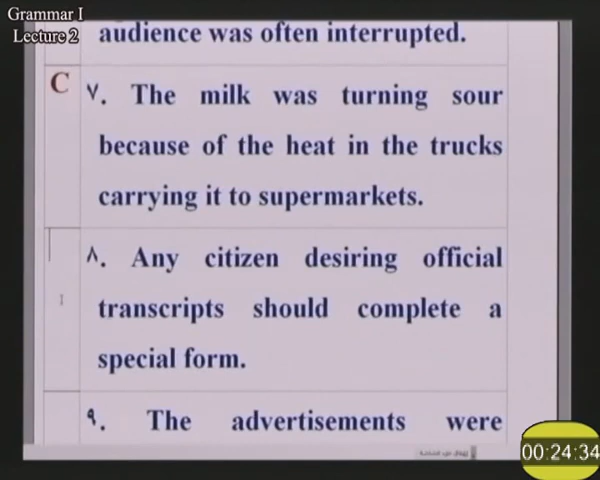 Grammar I
Lecture 2
audience was often interrupted.
C
٧. The milk was turning sour
because of the heat in the trucks
carrying it to supermarkets.
٨. Any citizen desiring official
transcripts should complete a
special form.
٩. The advertisements were
00:24:34